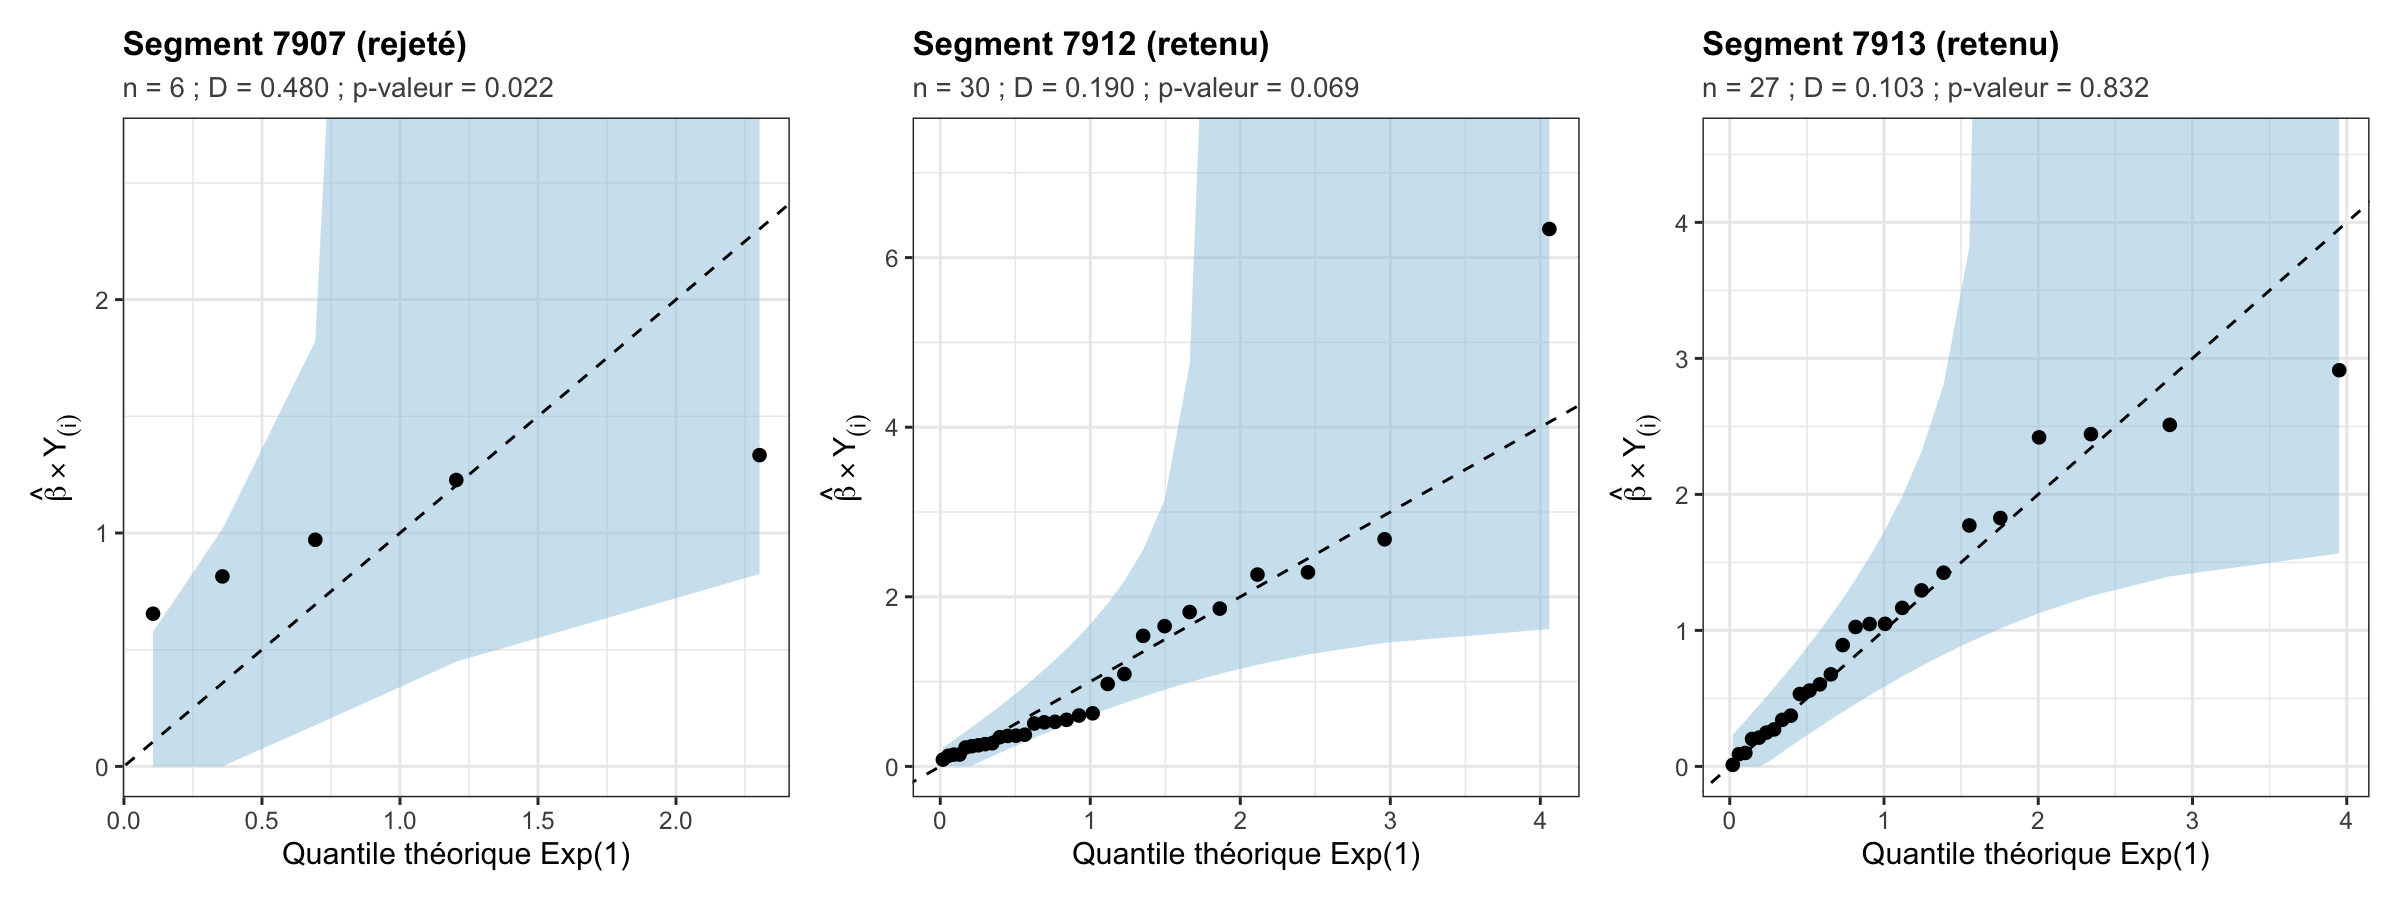 Segment 7907 (rejeté)
n = 6 ; D = 0.480 ; p-valeur = 0.022
2
1
0
0.0 0.5 1.0 1.5 2.0
Quantile théorique Exp(1)
β̂ × Y(i)
Segment 7912 (retenu)
n = 30 ; D = 0.190 ; p-valeur = 0.069
6
4
2
0
0 1 2 3 4
Quantile théorique Exp(1)
β̂ × Y(i)
Segment 7913 (retenu)
n = 27 ; D = 0.103 ; p-valeur = 0.832
4
3
2
1
0
0 1 2 3 4
Quantile théorique Exp(1)
β̂ × Y(i)